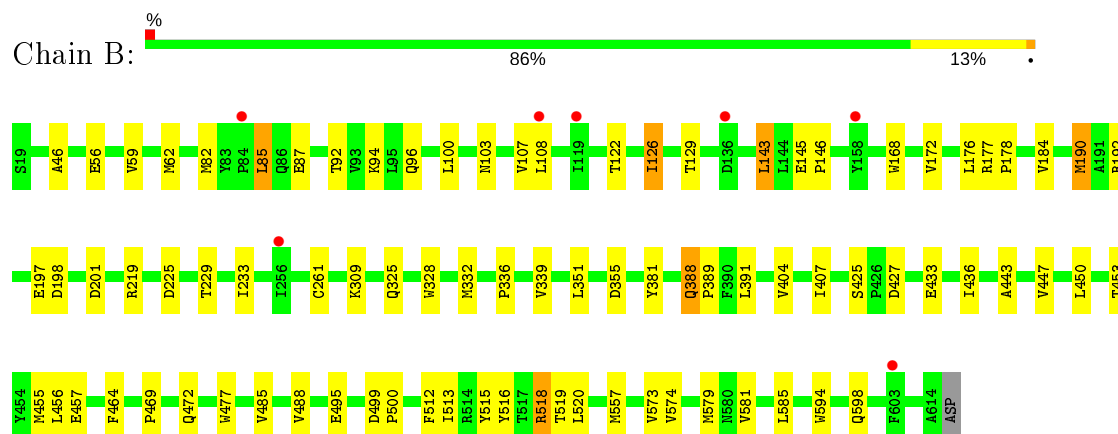 %
Chain B:
86% 13% •
S19 A46 E56 V59 M62 M82 Y83 P84 L85 Q86 E87 T92 V93 K94 L95 Q96 L100 N103 V107 L108 I119 T122 I126 T129 D136 L143 L144 E145 P146 Y158 W168 V172 L176 R177 P178 V184 M190 A191
E197 D198 D201 R219 D225 T229 I233 I256 C261 K309 Q325 W328 M332 P336 V339 L351 D355 Y381 Q388 P389 F390 L391 V404 I407 S425 P426 D427 E433 I436 A443 V447 L450 T453
Y454 M455 L456 E457 F464 P469 Q472 W477 V485 V488 E495 D499 P500 F512 I513 R514 Y515 Y516 T517 R518 T519 L520 M557 V573 V574 M579 N580 V581 L585 W594 Q598 F603 A614 ASP